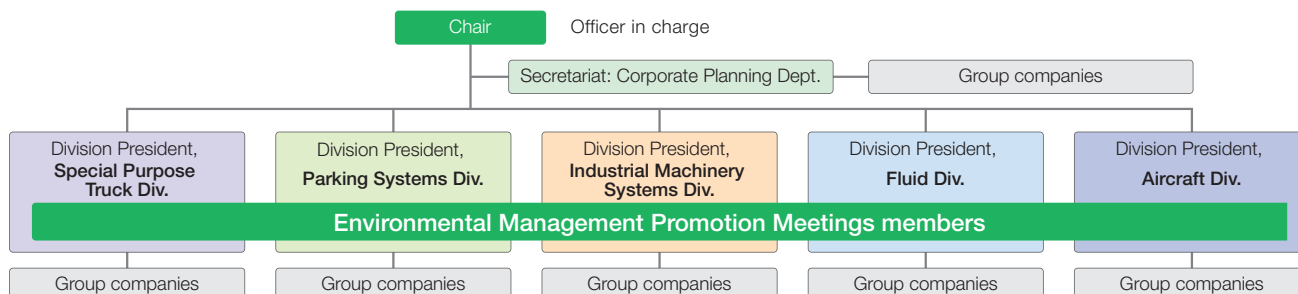 Chair
Officer in charge
Secretariat: Corporate Planning Dept.
Group companies
Division President,
Special Purpose
Truck Div.
Division President,
Parking Systems Div.
Division President,
Industrial Machinery
Systems Div.
Division President,
Fluid Div.
Division President,
Aircraft Div.
Environmental Management Promotion Meetings members
Group companies
Group companies
Group companies
Group companies
Group companies